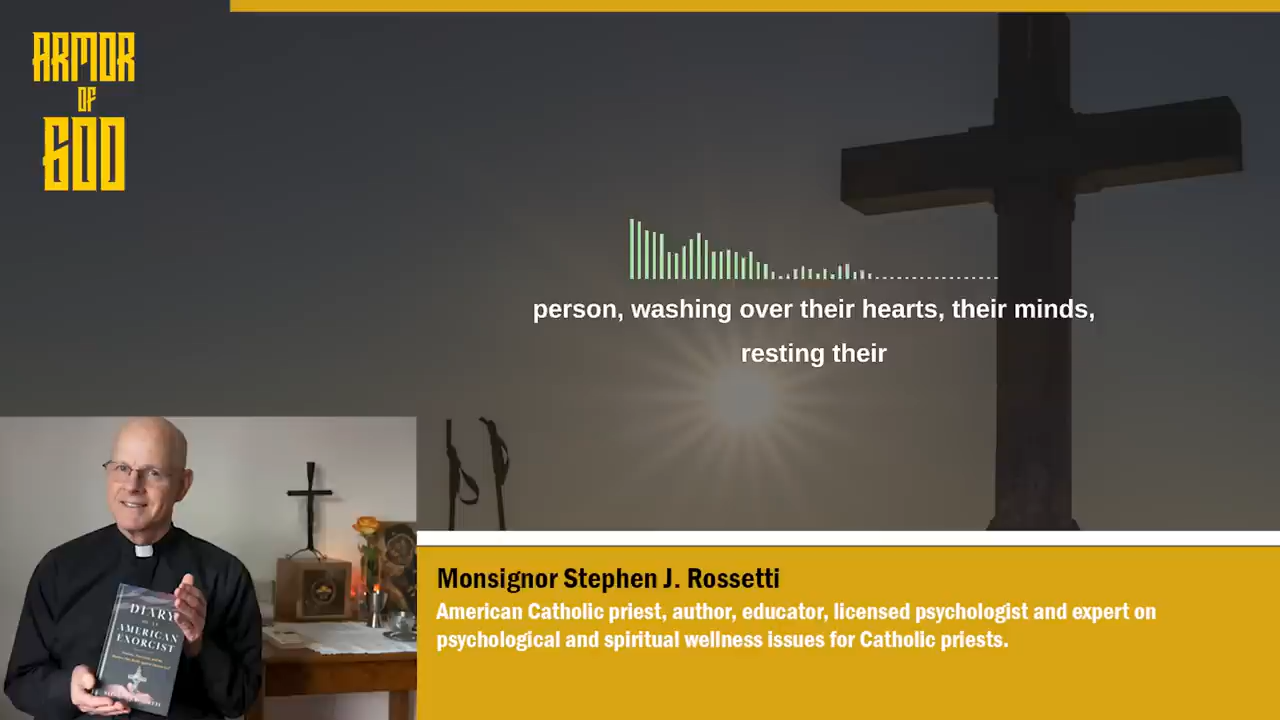 ARMOR
OF
GOD
person, washing over their hearts, their minds,
resting their
DIARY
AMERICAN
EXORCIST
Monsignor Stephen J. Rossetti
American Catholic priest, author, educator, licensed psychologist and expert on
psychological and spiritual wellness issues for Catholic priests.